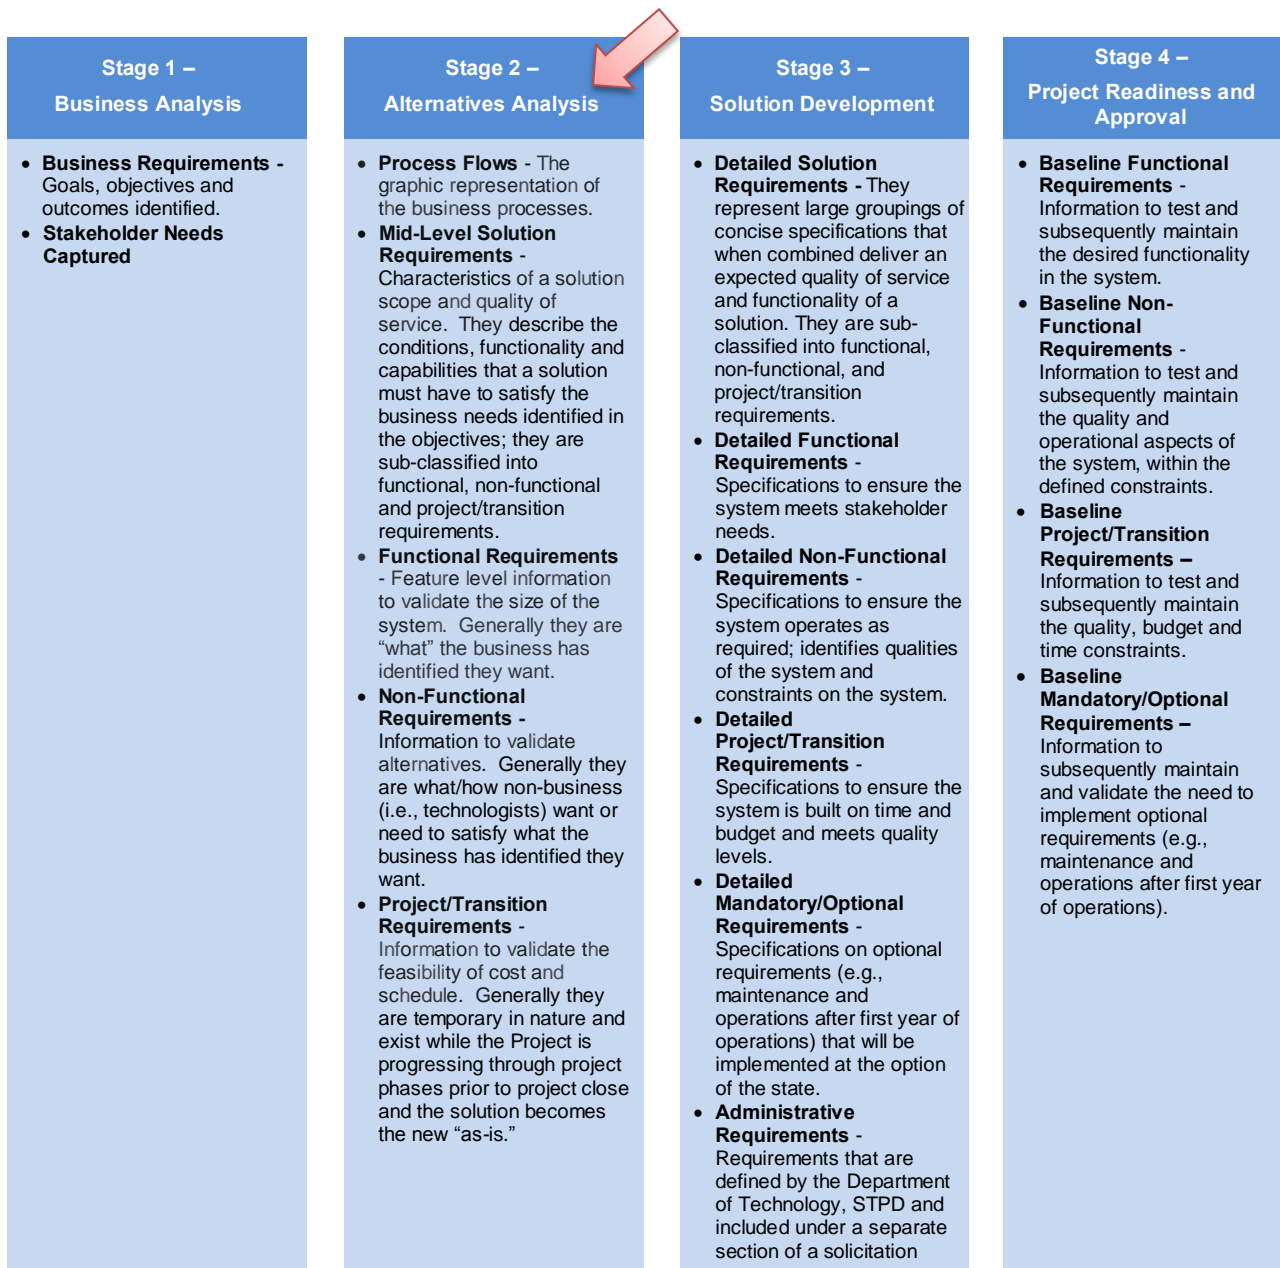 Stage 1 –
Business Analysis
• Business Requirements -
Goals, objectives and
outcomes identified.
• Stakeholder Needs
Captured
Stage 2 –
Alternatives Analysis
• Process Flows - The
graphic representation of
the business processes.
• Mid-Level Solution
Requirements -
Characteristics of a solution
scope and quality of
service.  They describe the
conditions, functionality and
capabilities that a solution
must have to satisfy the
business needs identified in
the objectives; they are
sub-classified into
functional, non-functional
and project/transition
requirements.
• Functional Requirements
- Feature level information
to validate the size of the
system.  Generally they are
“what” the business has
identified they want.
• Non-Functional
Requirements -
Information to validate
alternatives.  Generally they
are what/how non-business
(i.e., technologists) want or
need to satisfy what the
business has identified they
want.
• Project/Transition
Requirements -
Information to validate the
feasibility of cost and
schedule.  Generally they
are temporary in nature and
exist while the Project is
progressing through project
phases prior to project close
and the solution becomes
the new “as-is.”
Stage 3 –
Solution Development
• Detailed Solution
Requirements - They
represent large groupings of
concise specifications that
when combined deliver an
expected quality of service
and functionality of a
solution. They are sub-
classified into functional,
non-functional, and
project/transition
requirements.
• Detailed Functional
Requirements -
Specifications to ensure the
system meets stakeholder
needs.
• Detailed Non-Functional
Requirements -
Specifications to ensure the
system operates as
required; identifies qualities
of the system and
constraints on the system.
• Detailed
Project/Transition
Requirements -
Specifications to ensure the
system is built on time and
budget and meets quality
levels.
• Detailed
Mandatory/Optional
Requirements -
Specifications on optional
requirements (e.g.,
maintenance and
operations after first year of
operations) that will be
implemented at the option
of the state.
• Administrative
Requirements -
Requirements that are
defined by the Department
of Technology, STPD and
included under a separate
section of a solicitation
Stage 4 –
Project Readiness and
Approval
• Baseline Functional
Requirements -
Information to test and
subsequently maintain
the desired functionality
in the system.
• Baseline Non-
Functional
Requirements -
Information to test and
subsequently maintain
the quality and
operational aspects of
the system, within the
defined constraints.
• Baseline
Project/Transition
Requirements –
Information to test and
subsequently maintain
the quality, budget and
time constraints.
• Baseline
Mandatory/Optional
Requirements –
Information to
subsequently maintain
and validate the need to
implement optional
requirements (e.g.,
maintenance and
operations after first year
of operations).